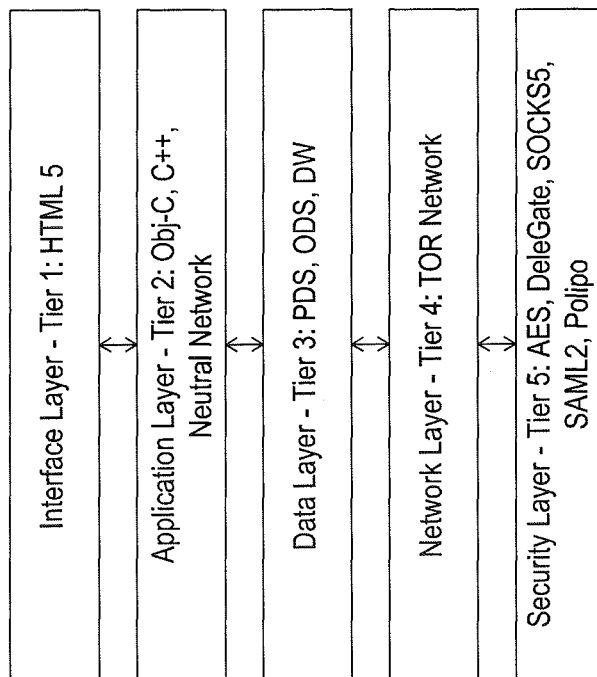 Interface Layer - Tier 1: HTML 5
Application Layer - Tier 2: Obj-C, C++,
Neutral Network
Data Layer - Tier 3: PDS, ODS, DW
Network Layer - Tier 4: TOR Network
Security Layer - Tier 5: AES, DeleGate, SOCKS5,
SAML2, Polipo